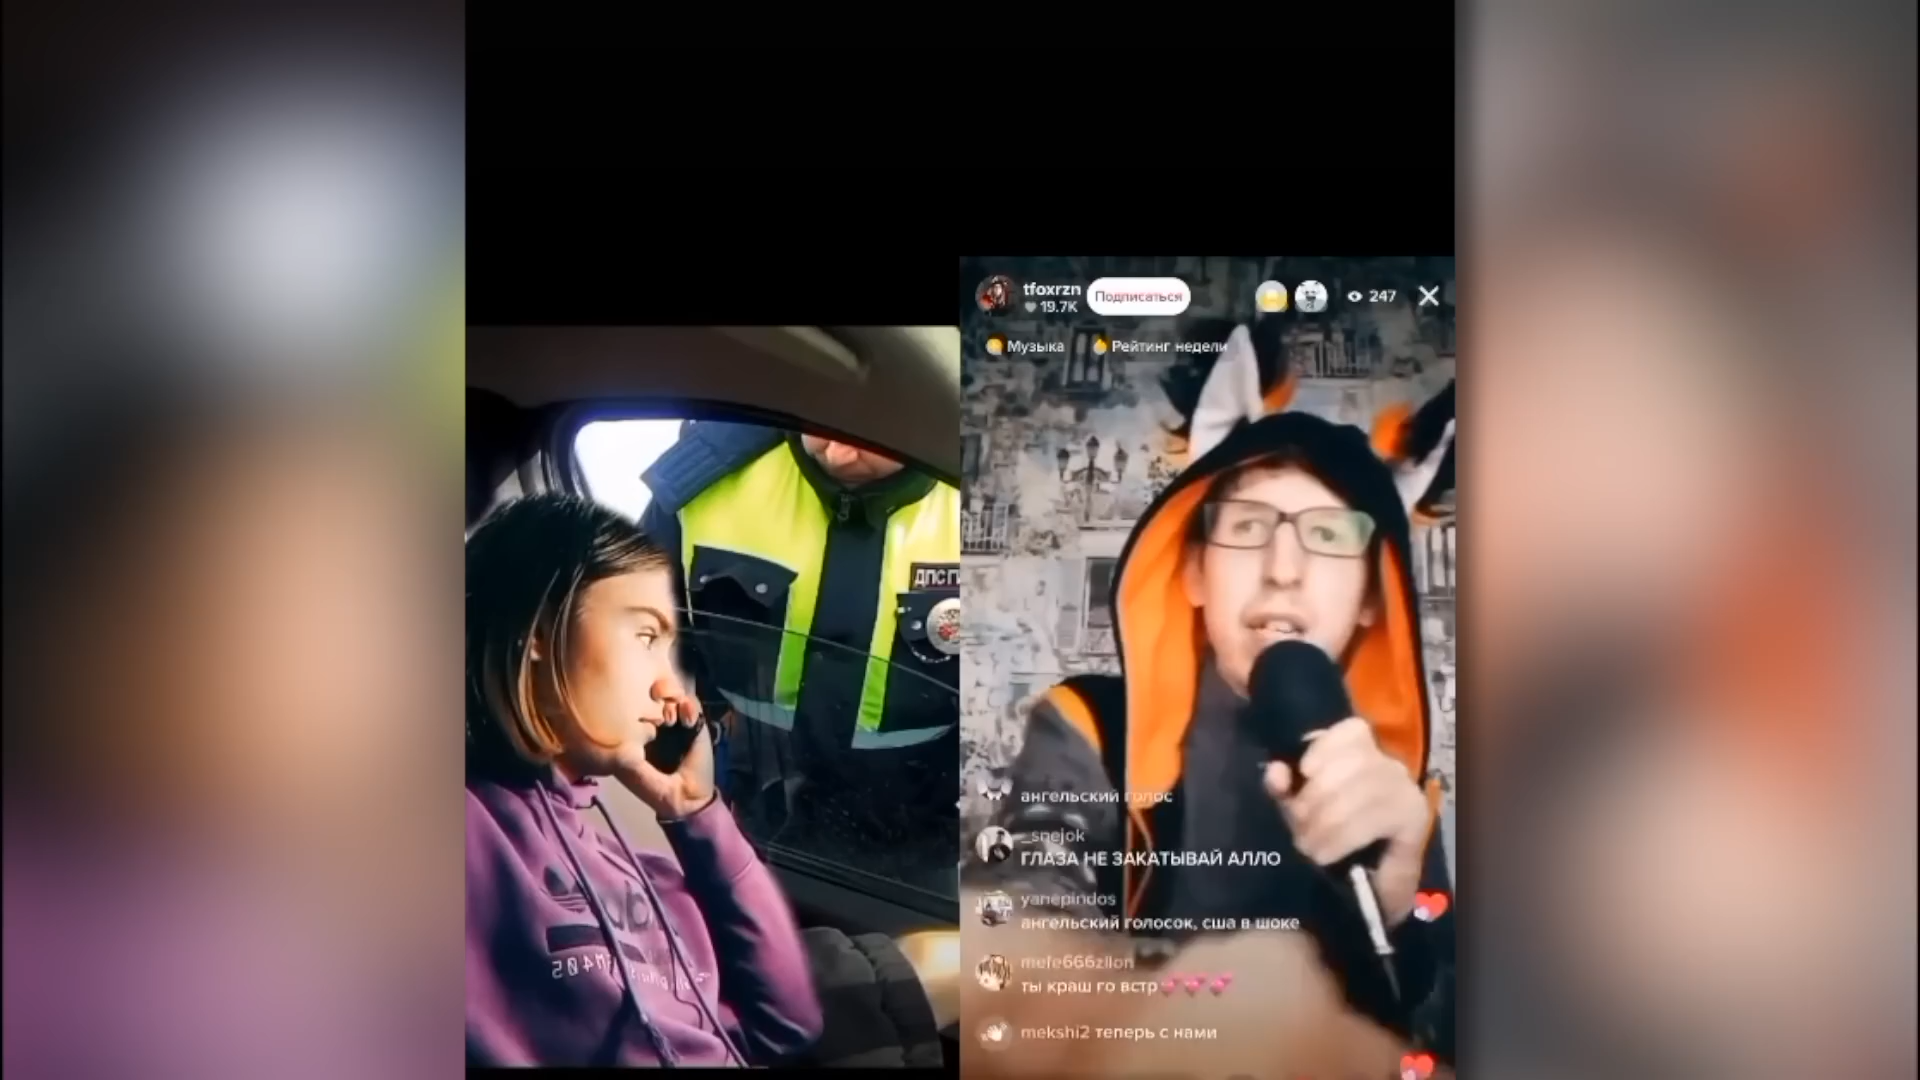 tfoxrzn
19.7K
Подписаться
247
Музыка
Рейтинг недели
ДПС
ангельский голос
_snejok
ГЛАЗА НЕ ЗАКАТЫВАЙ АЛЛО
yanepindos
ангельский голосок, сша в шоке
mefe666zllon
ты краш го встр💕💕💕
mekshi2 теперь с нами